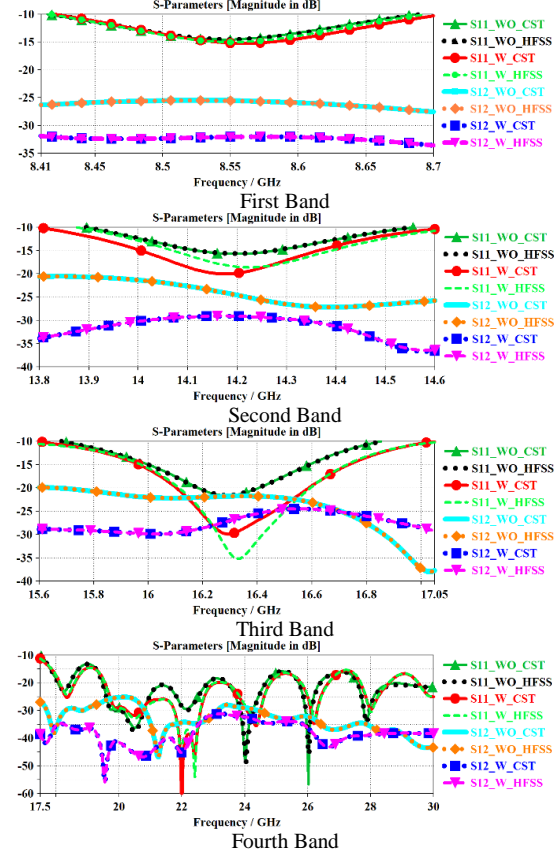 S-Parameters [Magnitude in dB]
-10
-15
-20
-25
-30
-35
8.41
8.45
8.5
8.55
8.6
8.65
8.7
Frequency / GHz
S11_WO_CST
S11_WO_HFSS
S11_W_CST
S11_W_HFSS
S12_WO_CST
S12_WO_HFSS
S12_W_CST
S12_W_HFSS
First Band
S-Parameters [Magnitude in dB]
-10
-15
-20
-25
-30
-35
-40
13.8
13.9
14
14.1
14.2
14.3
14.4
14.5
14.6
Frequency / GHz
S11_WO_CST
S11_WO_HFSS
S11_W_CST
S11_W_HFSS
S12_WO_CST
S12_WO_HFSS
S12_W_CST
S12_W_HFSS
Second Band
S-Parameters [Magnitude in dB]
-10
-15
-20
-25
-30
-35
-40
15.6
15.8
16
16.2
16.4
16.6
16.8
17.05
Frequency / GHz
S11_WO_CST
S11_WO_HFSS
S11_W_CST
S11_W_HFSS
S12_WO_CST
S12_WO_HFSS
S12_W_CST
S12_W_HFSS
Third Band
S-Parameters [Magnitude in dB]
-10
-20
-30
-40
-50
-60
17.5
20
22
24
26
28
30
Frequency / GHz
S11_WO_CST
S11_WO_HFSS
S11_W_CST
S11_W_HFSS
S12_WO_CST
S12_WO_HFSS
S12_W_CST
S12_W_HFSS
Fourth Band